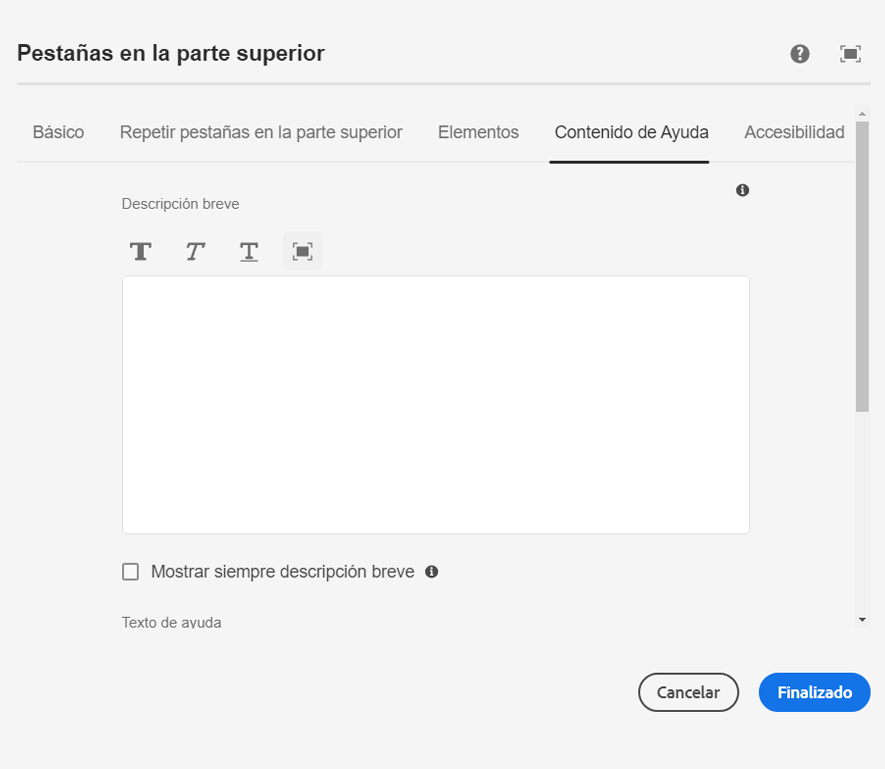 Pestañas en la parte superior
Básico Repetir pestañas en la parte superior Elementos Contenido de Ayuda Accesibilidad
Descripción breve
T T T
Mostrar siempre descripción breve
Texto de ayuda
Cancelar Finalizado